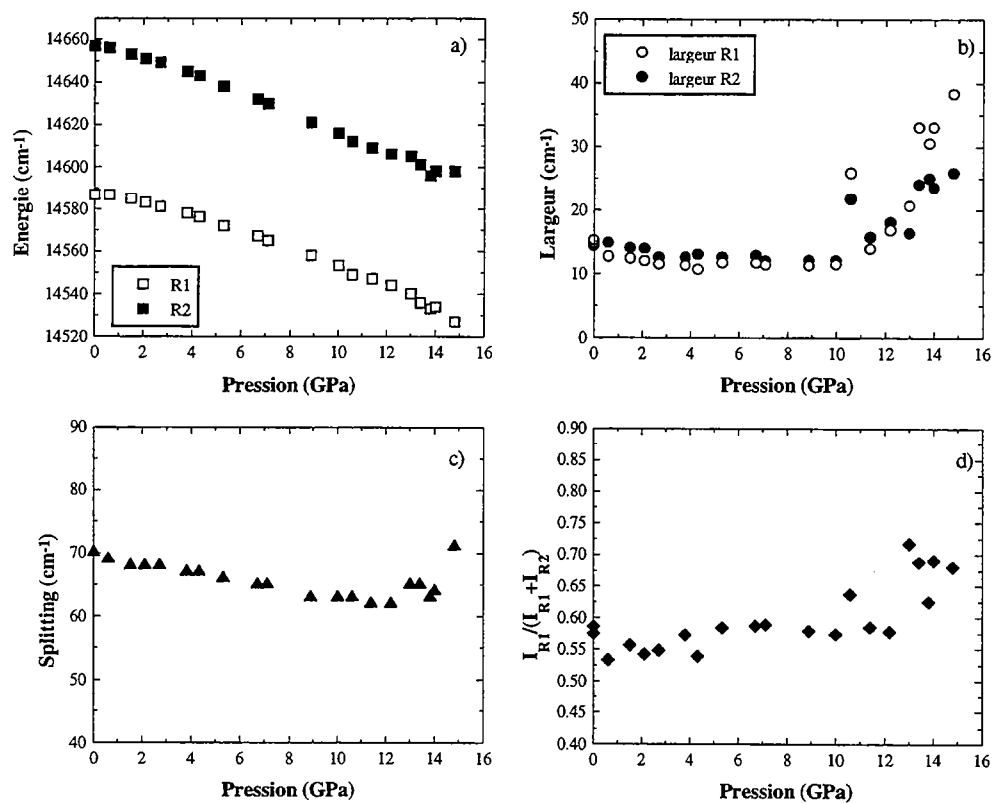 a)
14660
14640
14620
14600
14580
14560
14540
14520
Energie (cm-1)
R1
R2
0 2 4 6 8 10 12 14 16
Pression (GPa)
b)
50
40
30
20
10
0
Largeur (cm-1)
largeur R1
largeur R2
0 2 4 6 8 10 12 14 16
Pression (GPa)
c)
90
80
70
60
50
40
Splitting (cm-1)
0 2 4 6 8 10 12 14 16
Pression (GPa)
d)
0.90
0.85
0.80
0.75
0.70
0.65
0.60
0.55
0.50
0.45
0.40
IR1/(IR1+IR2)
0 2 4 6 8 10 12 14 16
Pression (GPa)